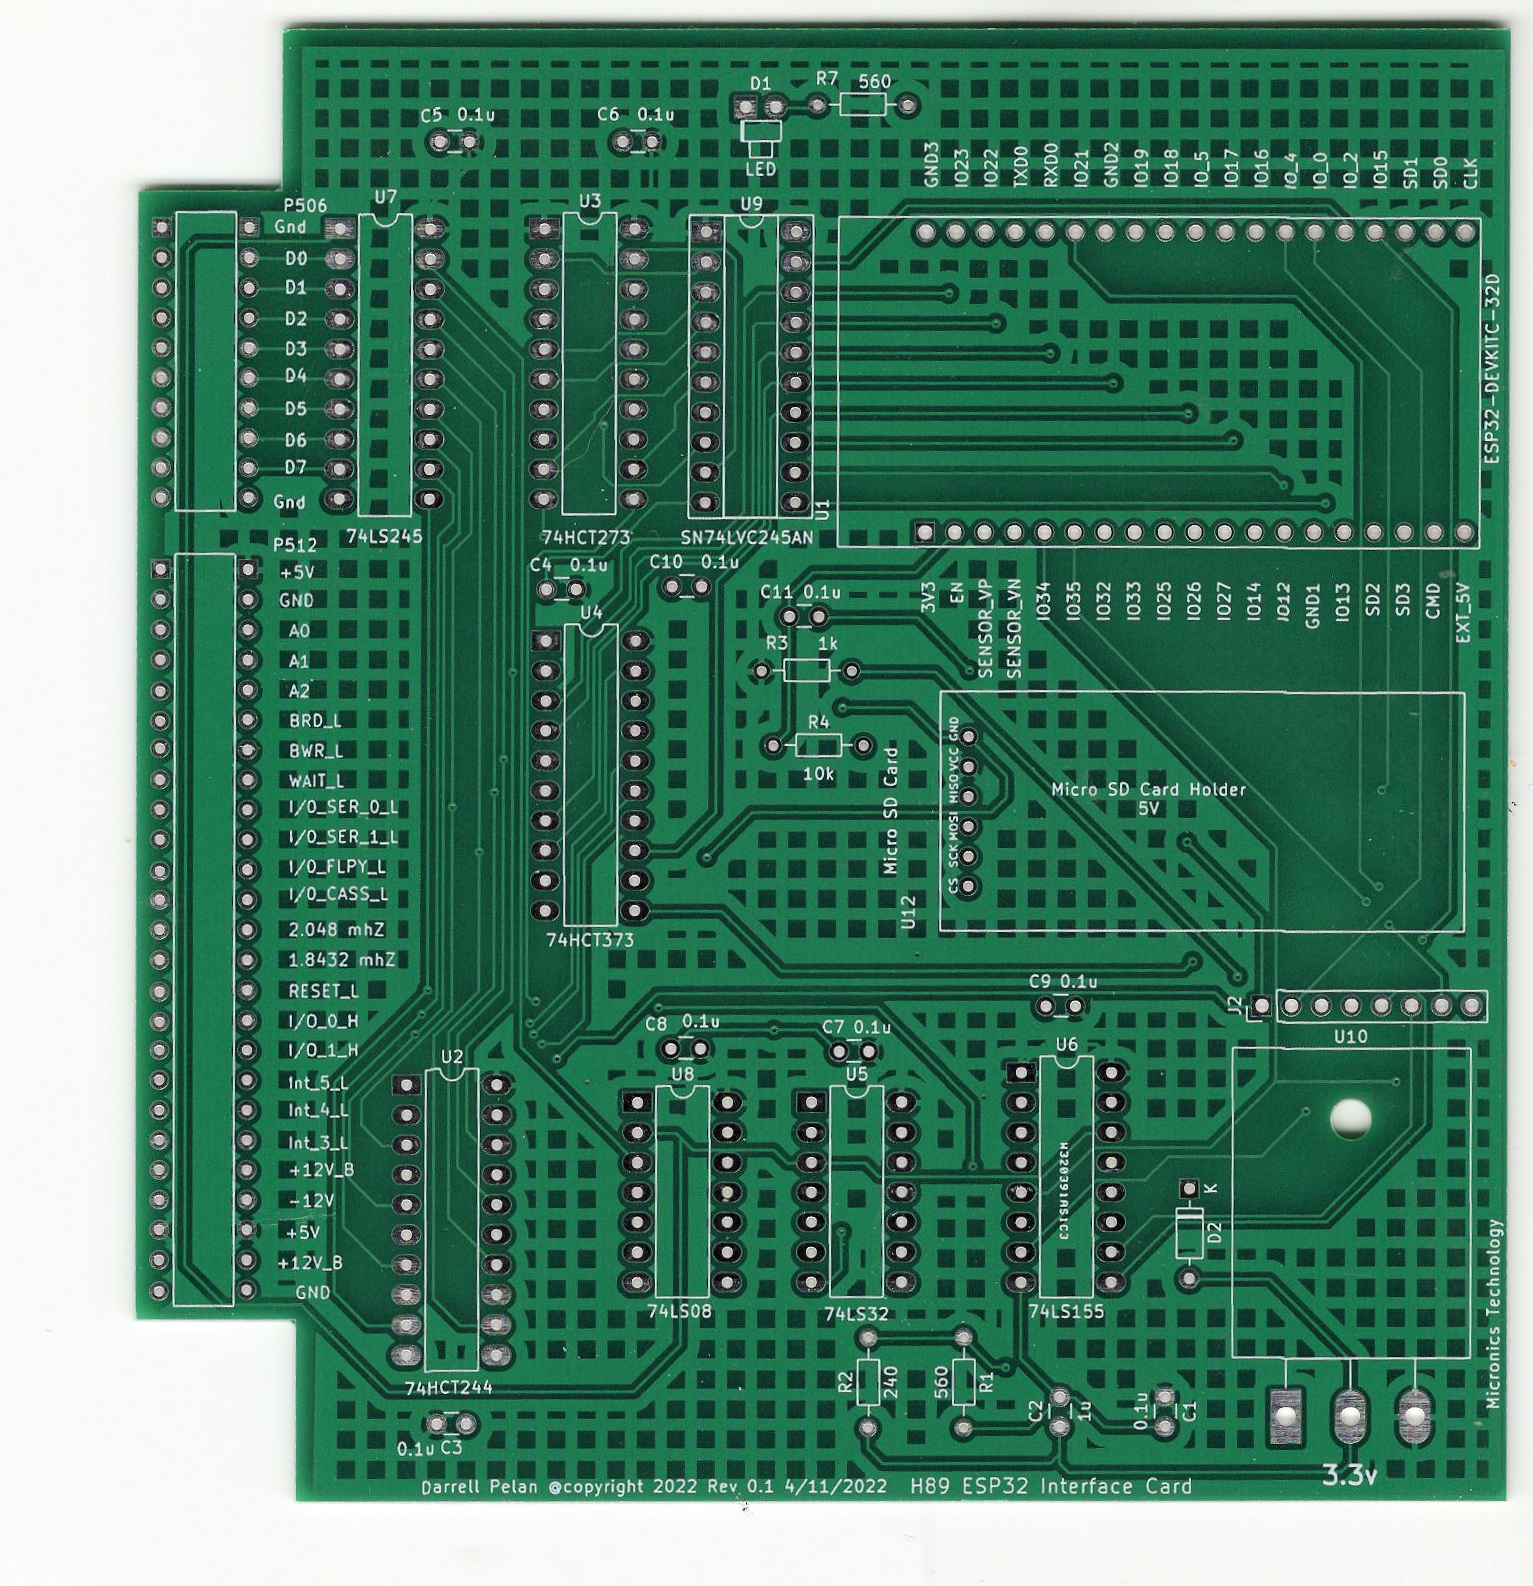 D1
R7 560
C5 0.1u
C6 0.1u
LED
GND3
IO23
IO22
TXD0
RXD0
IO21
GND2
IO19
IO18
IO_5
IO17
IO16
IO_4
IO_0
IO_2
IO15
SD1
SD0
CLK
P506
U7
U3
U9
Gnd
D0
D1
D2
D3
D4
D5
D6
D7
Gnd
ESP32-DEVKITC-32D
U1
74LS245
74HCT273
SN74LVC245AN
P512
+5V
GND
A0
A1
A2
BRD_L
BWR_L
WAIT_L
I/O_SER_0_L
I/O_SER_1_L
I/O_FLPY_L
I/O_CASS_L
2.048 mhZ
1.8432 mhZ
RESET_L
I/O_0_H
I/O_1_H
Int_5_L
Int_4_L
Int_3_L
+12V_B
-12V
+5V
+12V_B
GND
C4 0.1u
C10 0.1u
U4
C11 0.1u
R3 1k
R4
10k
3V3
EN
SENSOR_VP
SENSOR_VN
IO34
IO35
IO32
IO33
IO25
IO26
IO27
IO14
IO12
GND1
IO13
SD2
SD3
CMD
EXT_5V
74HCT373
Micro SD Card
U12
GND
VCC
MISO
MOSI
SCK
CS
Micro SD Card Holder
5V
C9 0.1u
J2
U10
C8 0.1u
C7 0.1u
U2
U8
U5
U6
M320391AS1C3
K
D2
74LS08
74LS32
74LS155
74HCT244
R2
240
560
R1
C2
1u
0.1u
C1
0.1u C3
Micronics Technology
3.3v
Darrell Pelan @copyright 2022 Rev 0.1 4/11/2022 H89 ESP32 Interface Card